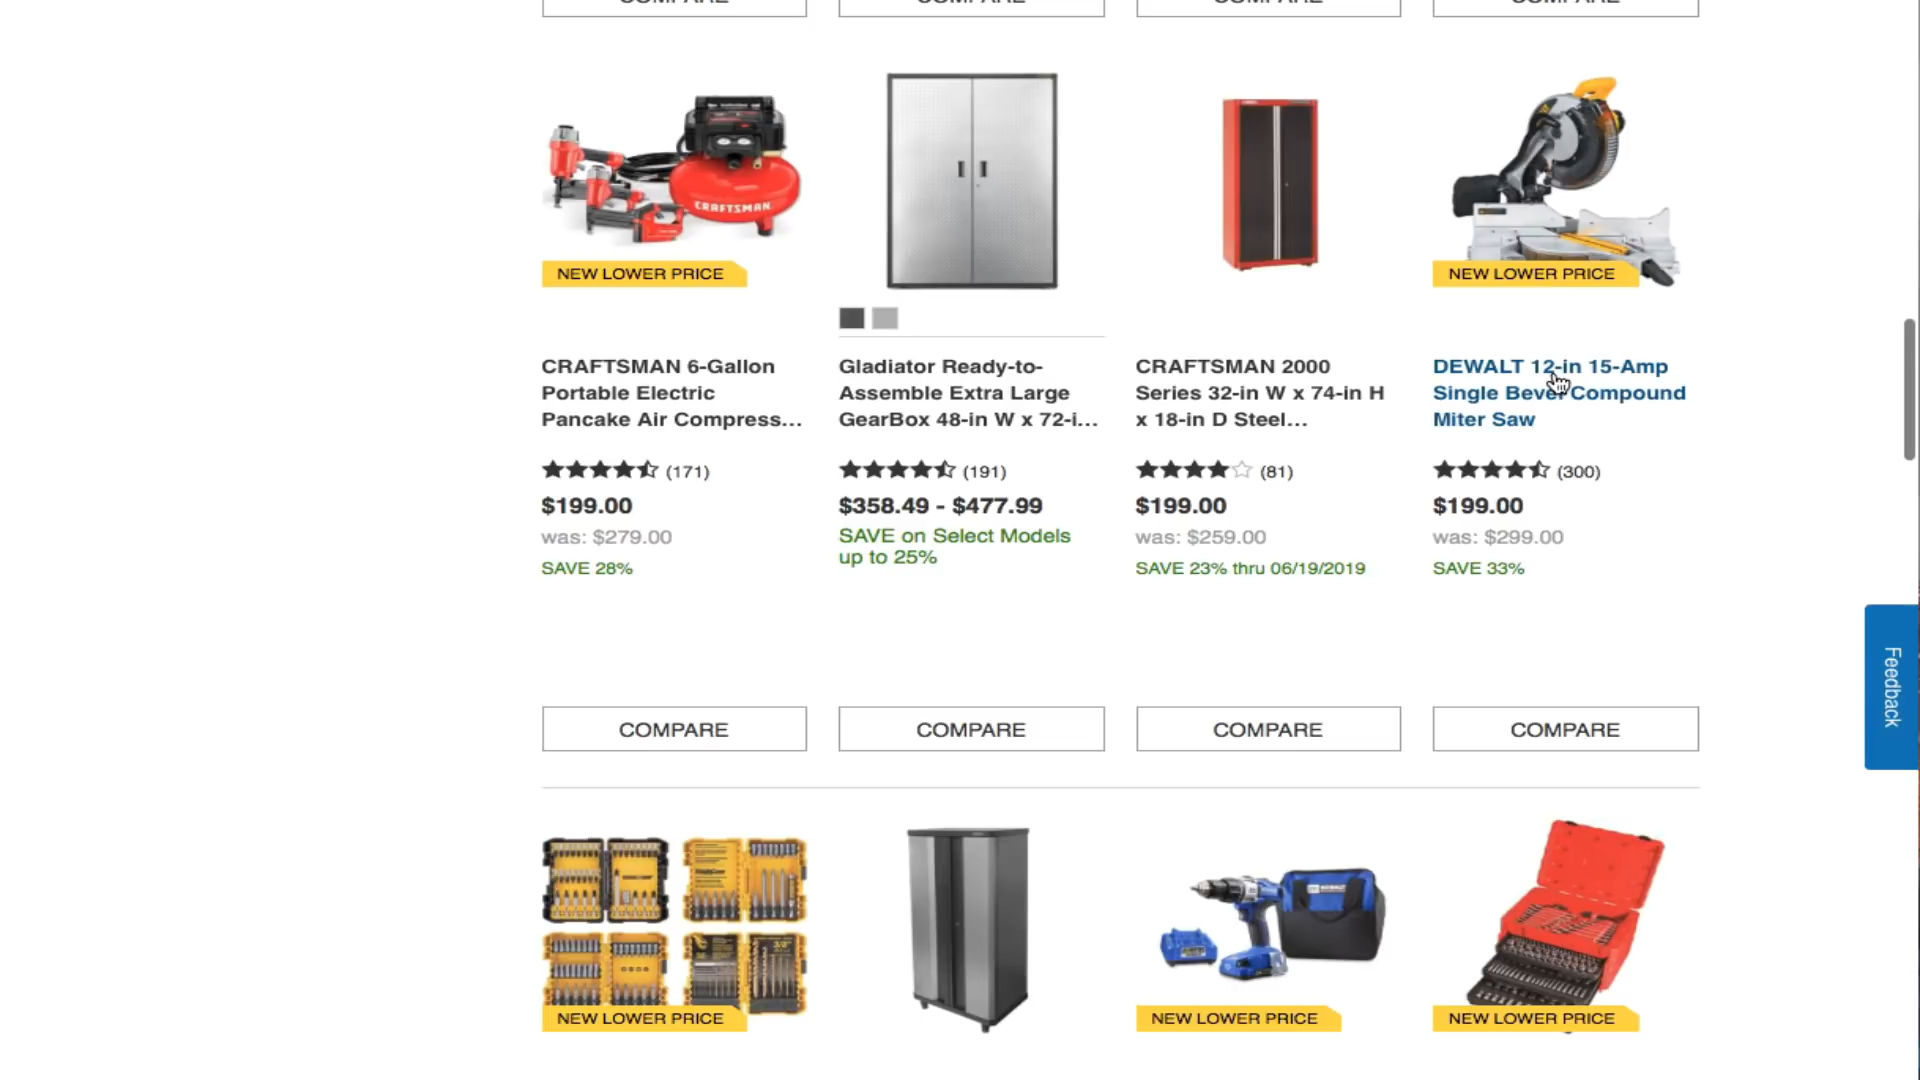 COMPARE COMPARE COMPARE COMPARE
CRAFTSMAN
NEW LOWER PRICE
NEW LOWER PRICE
CRAFTSMAN 6-Gallon
Portable Electric
Pancake Air Compress...
★★★★⯪ (171)
$199.00
was: $279.00
SAVE 28%
Gladiator Ready-to-
Assemble Extra Large
GearBox 48-in W x 72-i...
(191)
$358.49 - $477.99
SAVE on Select Models
up to 25%
CRAFTSMAN 2000
Series 32-in W x 74-in H
x 18-in D Steel...
(81)
$199.00
was: $259.00
SAVE 23% thru 06/19/2019
DEWALT 12-in 15-Amp
Single Bevel Compound
Miter Saw
(300)
$199.00
was: $299.00
SAVE 33%
Feedback
COMPARE COMPARE COMPARE COMPARE
NEW LOWER PRICE
KOBALT
NEW LOWER PRICE
NEW LOWER PRICE